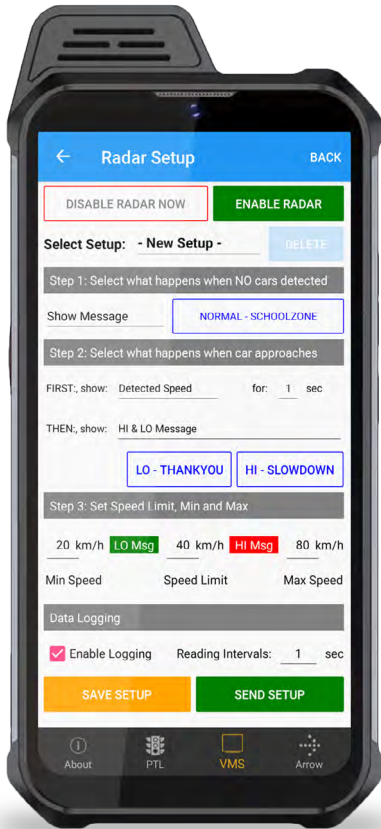 Radar Setup BACK
DISABLE RADAR NOW ENABLE RADAR
Select Setup: - New Setup - DELETE
Step 1: Select what happens when NO cars detected
Show Message NORMAL - SCHOOLZONE
Step 2: Select what happens when car approaches
FIRST:, show: Detected Speed for: 1 sec
THEN:, show: HI & LO Message
LO - THANKYOU HI - SLOWDOWN
Step 3: Set Speed Limit, Min and Max
20 km/h LO Msg 40 km/h HI Msg 80 km/h
Min Speed Speed Limit Max Speed
Data Logging
Enable Logging Reading Intervals: 1 sec
SAVE SETUP SEND SETUP
About PTL VMS Arrow